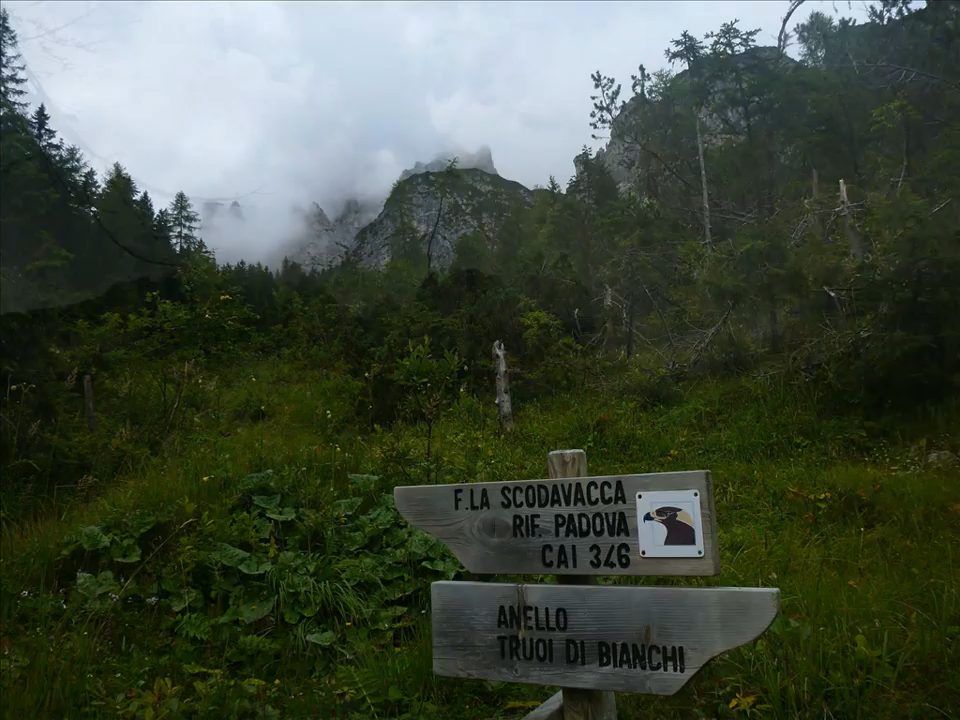 F.LA SCODAVACCA
RIF. PADOVA
CAI 346
ANELLO
TRUOI DI BIANCHI